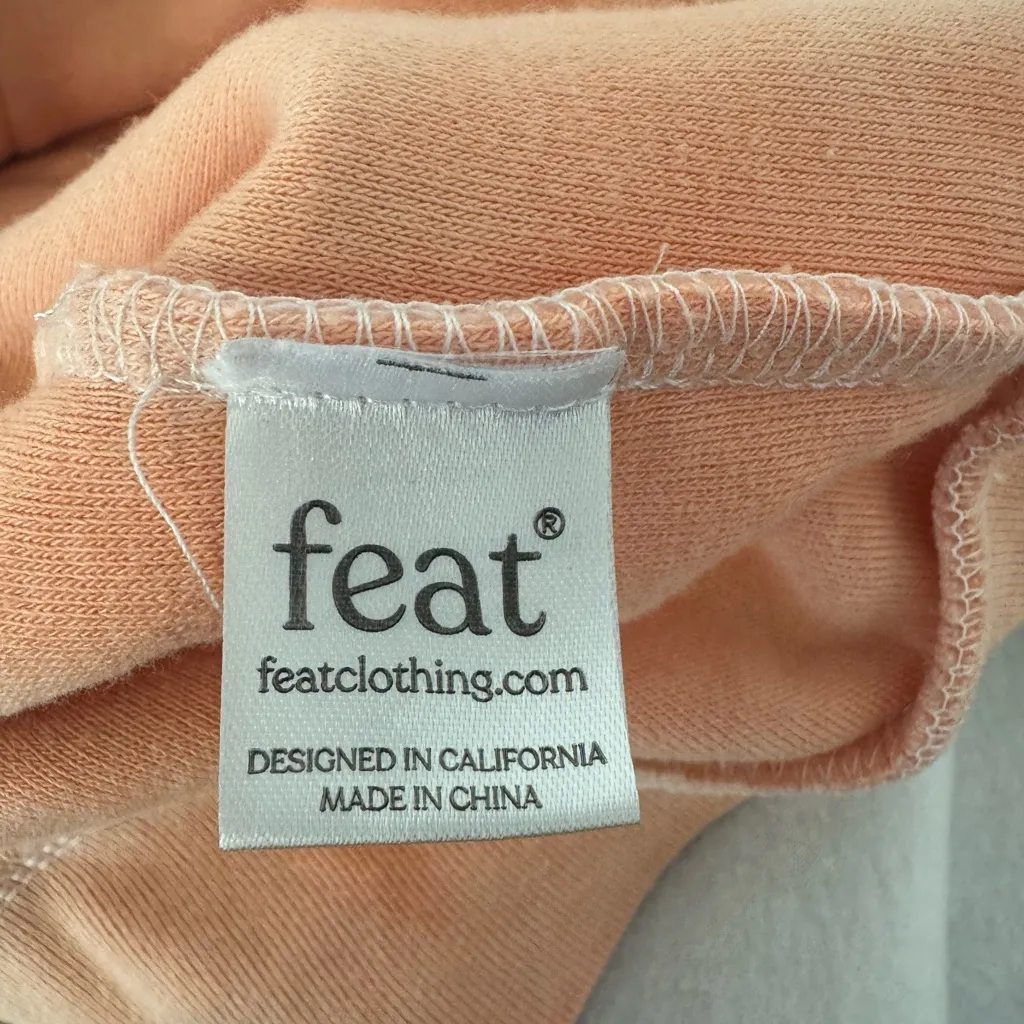 feat®
featclothing.com
DESIGNED IN CALIFORNIA
MADE IN CHINA